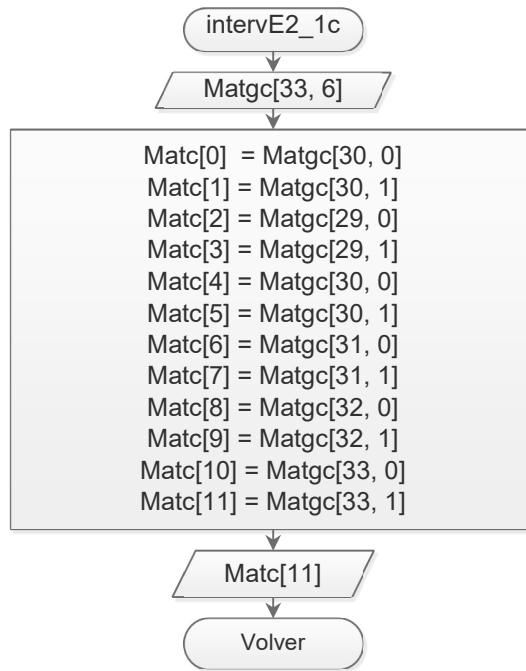 intervE2_1c
Matgc[33, 6]
Matc[0] = Matgc[30, 0]
Matc[1] = Matgc[30, 1]
Matc[2] = Matgc[29, 0]
Matc[3] = Matgc[29, 1]
Matc[4] = Matgc[30, 0]
Matc[5] = Matgc[30, 1]
Matc[6] = Matgc[31, 0]
Matc[7] = Matgc[31, 1]
Matc[8] = Matgc[32, 0]
Matc[9] = Matgc[32, 1]
Matc[10] = Matgc[33, 0]
Matc[11] = Matgc[33, 1]
Matc[11]
Volver